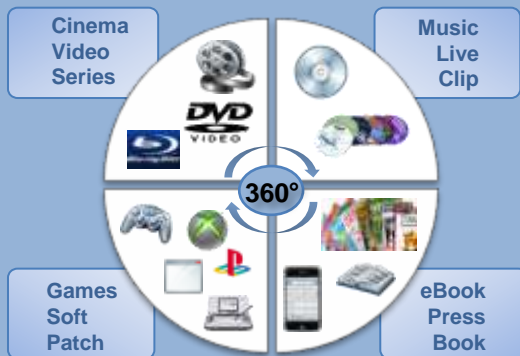 Cinema
Video
Series
Music
Live
Clip
DVD
VIDEO
360°
Games
Soft
Patch
eBook
Press
Book